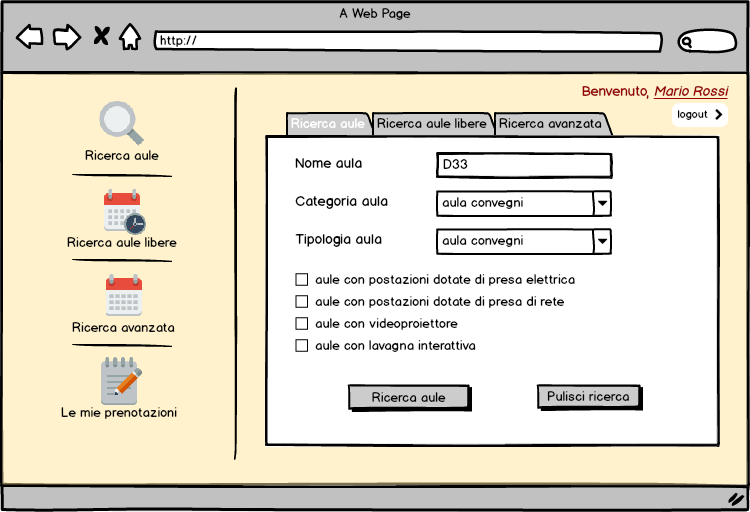 A Web Page
http://
Benvenuto, Mario Rossi
logout
Ricerca aule
Ricerca aule libere
Ricerca avanzata
Le mie prenotazioni
Ricerca aule
Ricerca aule libere
Ricerca avanzata
Nome aula
D33
Categoria aula
aula convegni
Tipologia aula
aula convegni
aule con postazioni dotate di presa elettrica
aule con postazioni dotate di presa di rete
aule con videoproiettore
aule con lavagna interattiva
Ricerca aule
Pulisci ricerca